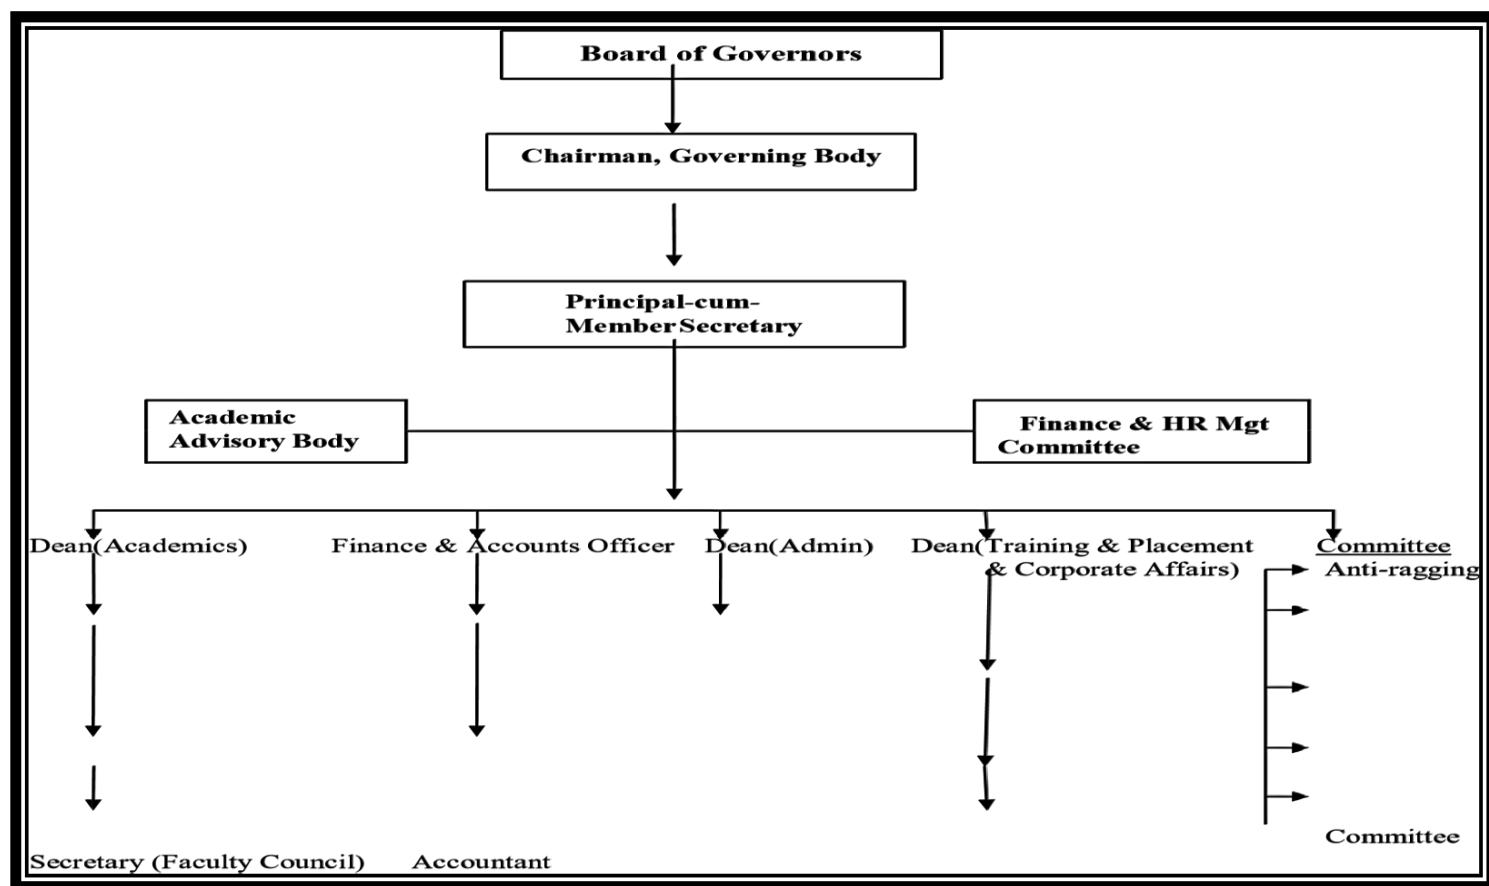 Board of Governors
Chairman, Governing Body
Principal-cum-
Member Secretary
Academic
Advisory Body
Finance & HR Mgt
Committee
Dean(Academics)
Finance & Accounts Officer
Dean(Admin)
Dean(Training & Placement
& Corporate Affairs)
Committee
Anti-ragging
Committee
Secretary (Faculty Council)
Accountant